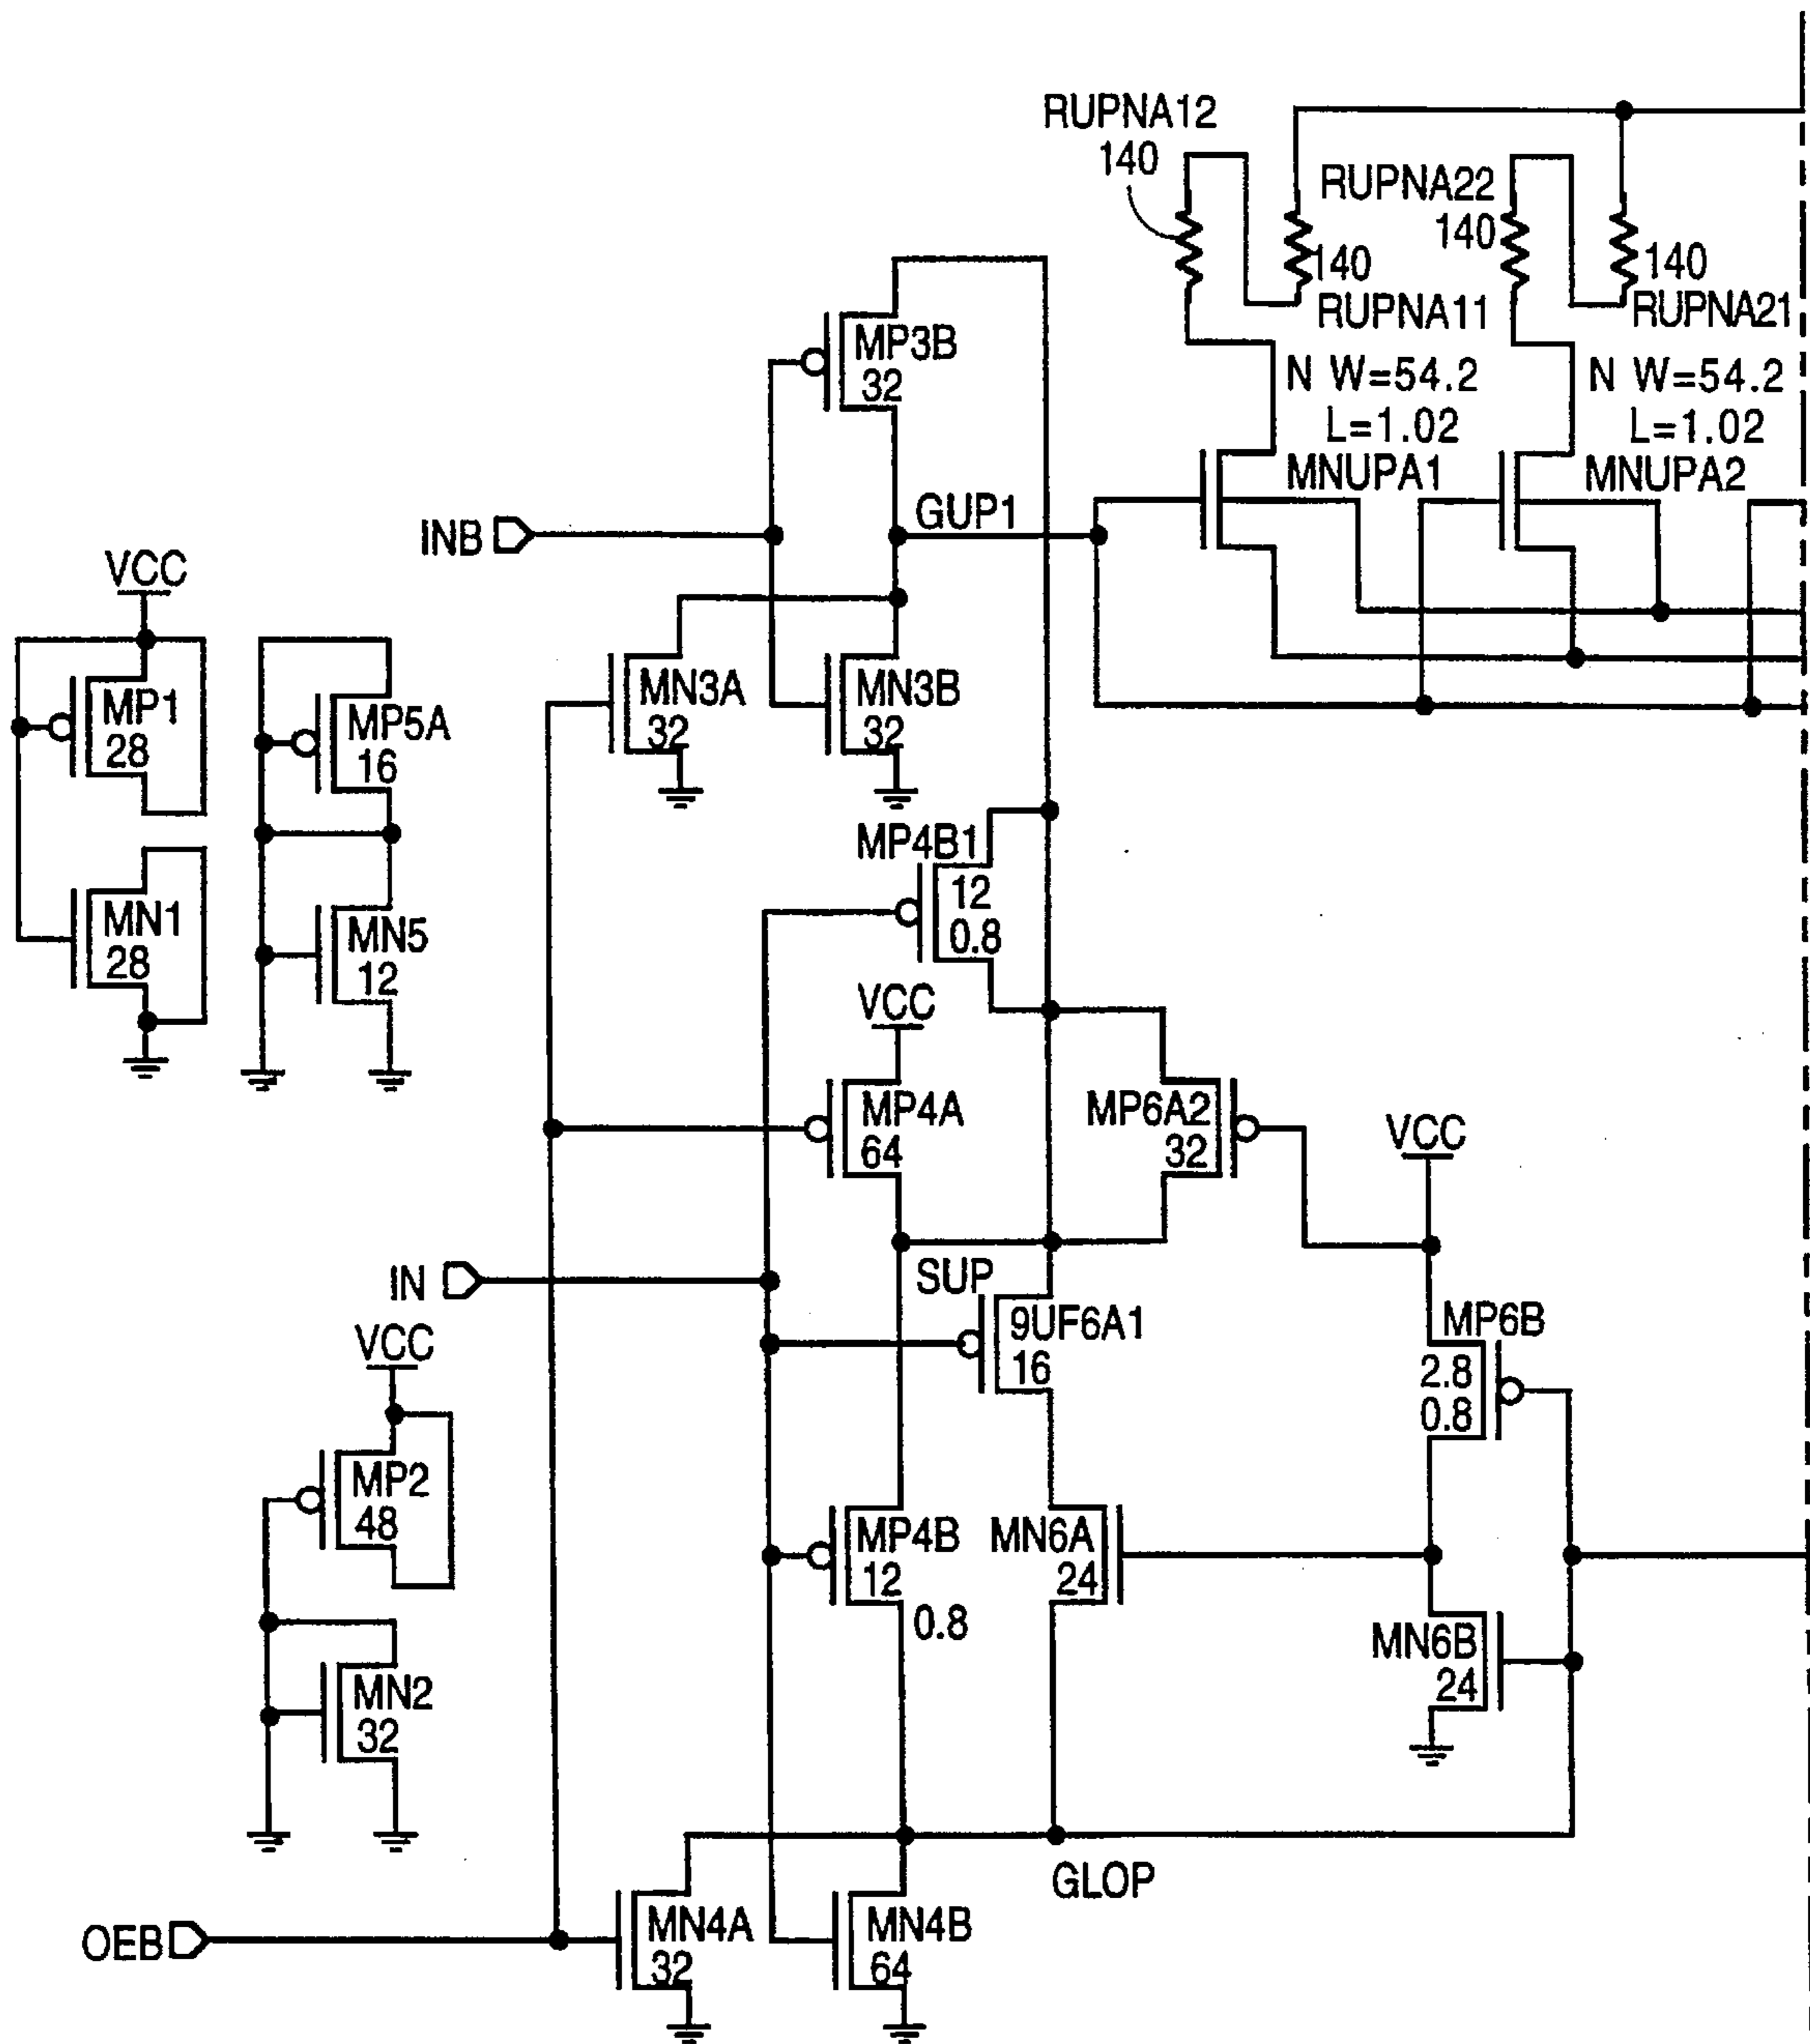 RUPNA12
140
RUPNA22
140
140
RUPNA11
140
RUPNA21
MP3B
32
N W=54.2
L=1.02
MNUPA1
N W=54.2
L=1.02
MNUPA2
GUP1
INB
VCC
MP1
28
MP5A
16
MN3A
32
MN3B
32
MP4B1
12
0.8
MN1
28
MN5
12
VCC
MP4A
64
MP6A2
32
VCC
SUP
IN
9UF6A1
16
MP6B
2.8
0.8
VCC
MP2
48
MP4B
12
0.8
MN6A
24
MN6B
24
MN2
32
GLOP
OEB
MN4A
32
MN4B
64